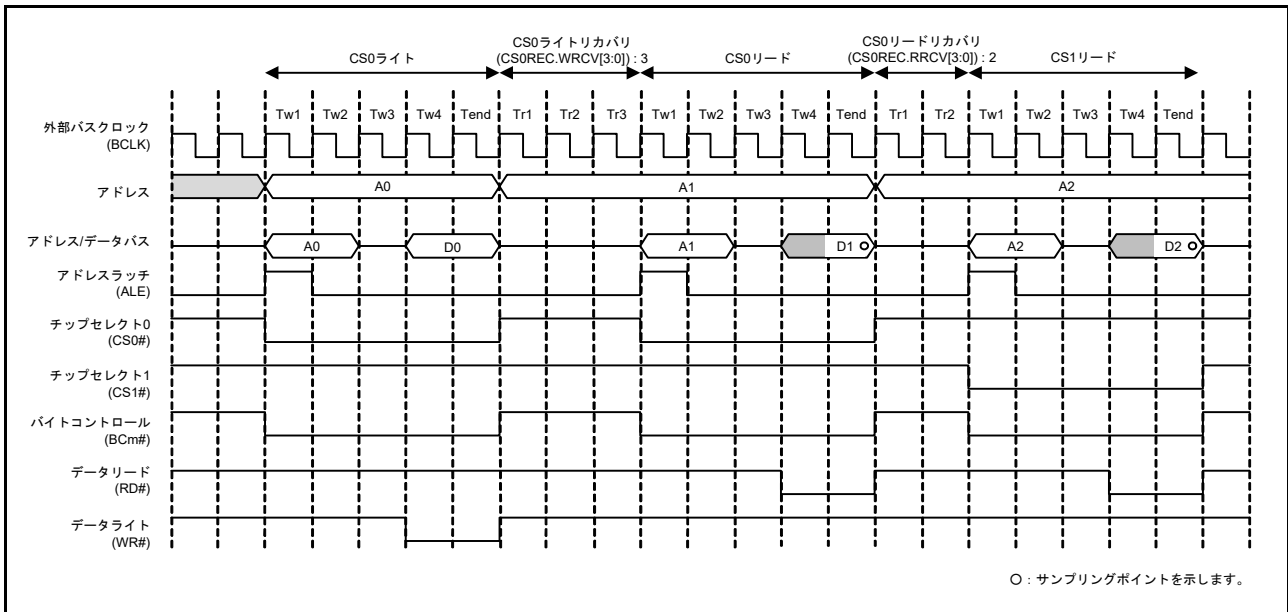 CS0ライト
CS0ライトリカバリ
(CS0REC.WRCV[3:0]) : 3
CS0リード
CS0リードリカバリ
(CS0REC.RRCV[3:0]) : 2
CS1リード
Tw1 Tw2 Tw3 Tw4 Tend Tr1 Tr2 Tr3 Tw1 Tw2 Tw3 Tw4 Tend Tr1 Tr2 Tw1 Tw2 Tw3 Tw4 Tend
外部バスクロック
(BCLK)
アドレス A0 A1 A2
アドレス/データバス A0 D0 A1 D1 A2 D2
アドレスラッチ
(ALE)
チップセレクト0
(CS0#)
チップセレクト1
(CS1#)
バイトコントロール
(BCm#)
データリード
(RD#)
データライト
(WR#)
○ : サンプリングポイントを示します。